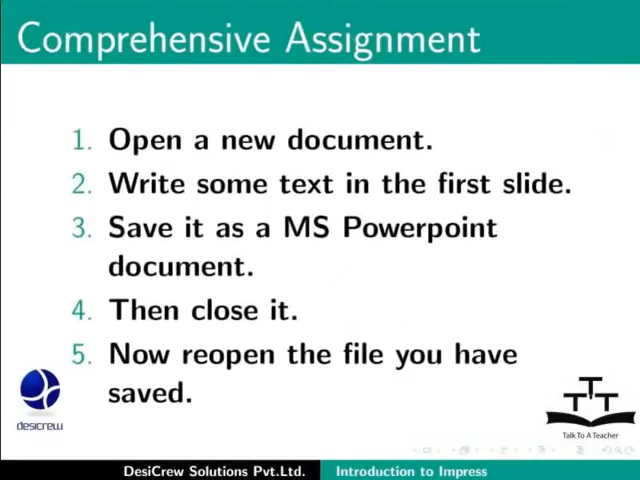 Comprehensive Assignment
1. Open a new document.
2. Write some text in the first slide.
3. Save it as a MS Powerpoint
document.
4. Then close it.
5. Now reopen the file you have
saved.
desicrew
TTT
Talk To A Teacher
DesiCrew Solutions Pvt.Ltd. Introduction to Impress